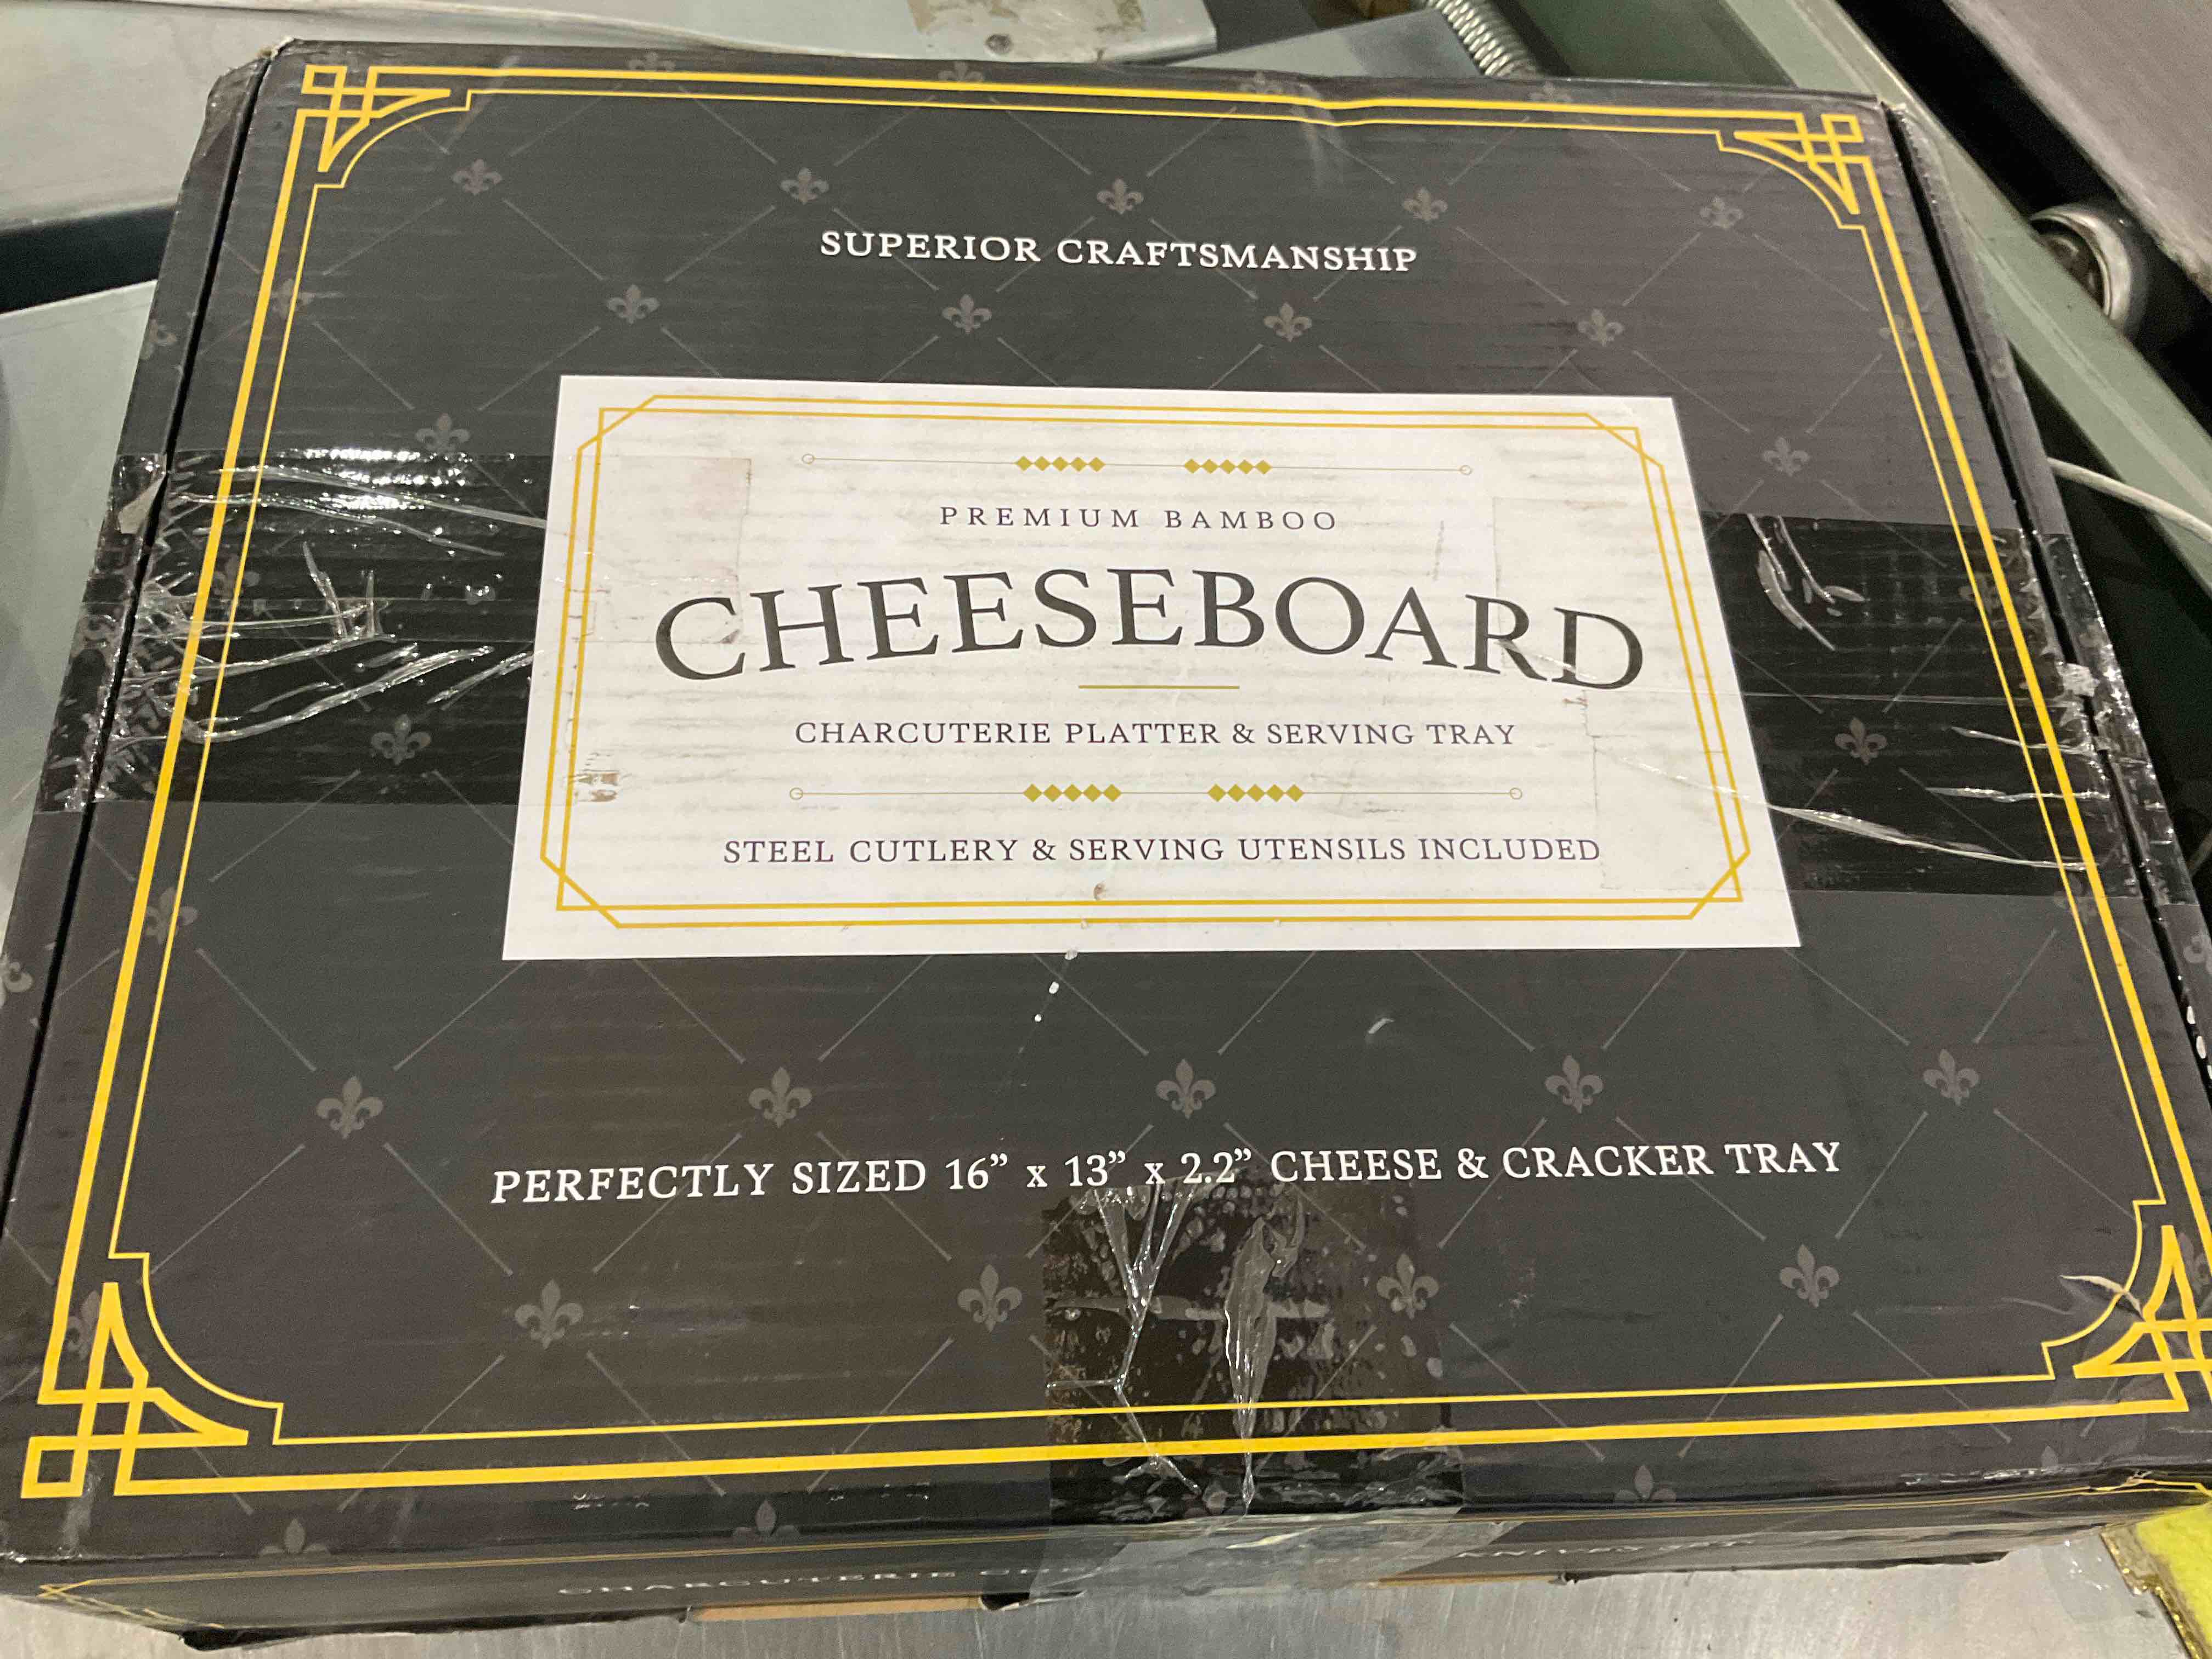 SUPERIOR CRAFTSMANSHIP
PREMIUM BAMBOO
CHEESEBOARD
CHARCUTERIE PLATTER & SERVING TRAY
STEEL CUTLERY & SERVING UTENSILS INCLUDED
PERFECTLY SIZED 16” x 13” x 2.2” CHEESE & CRACKER TRAY
CHARCUTERIE